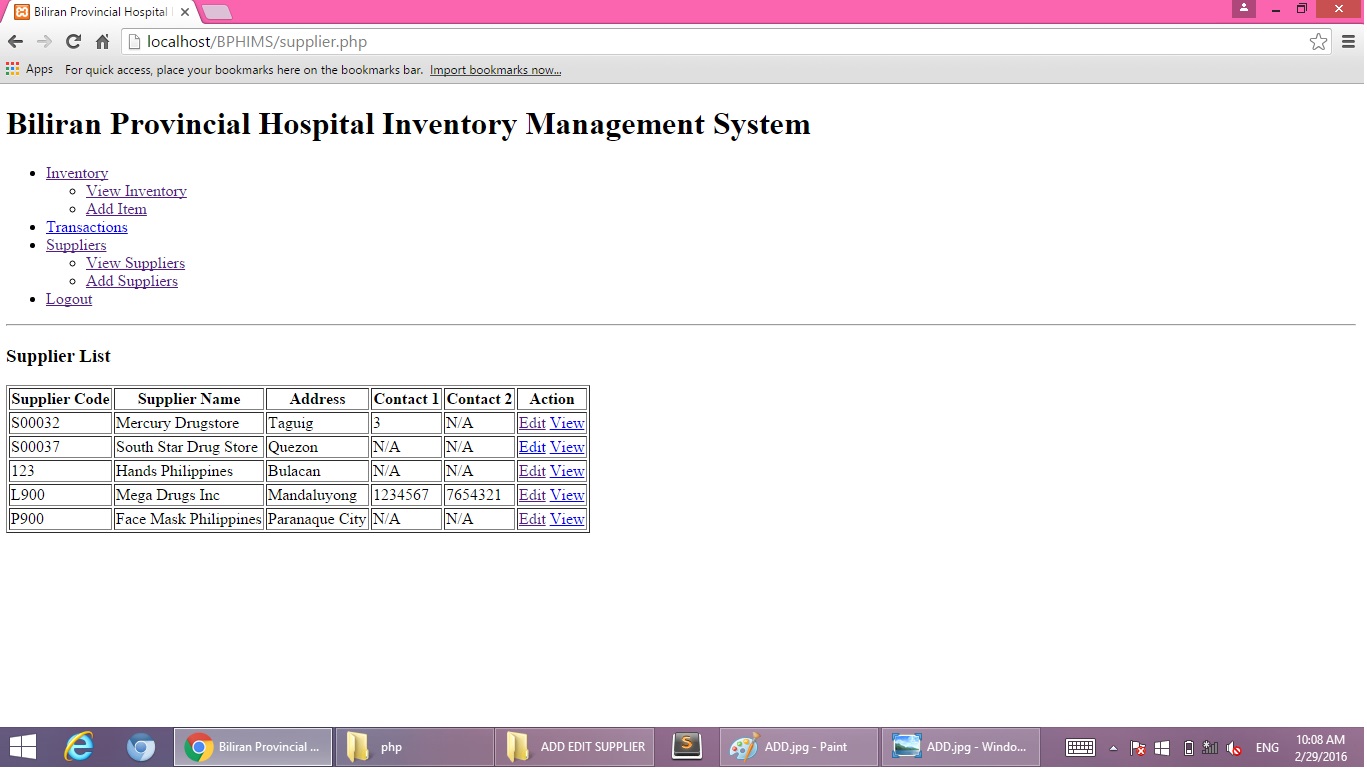 Biliran Provincial Hospital
localhost/BPHIMS/supplier.php
Apps For quick access, place your bookmarks here on the bookmarks bar. Import bookmarks now...
Biliran Provincial Hospital Inventory Management System
Inventory
View Inventory
Add Item
Transactions
Suppliers
View Suppliers
Add Suppliers
Logout
Supplier List
Supplier Code Supplier Name Address Contact 1 Contact 2 Action
S00032 Mercury Drugstore Taguig 3 N/A Edit View
S00037 South Star Drug Store Quezon N/A N/A Edit View
123 Hands Philippines Bulacan N/A N/A Edit View
L900 Mega Drugs Inc Mandaluyong 1234567 7654321 Edit View
P900 Face Mask Philippines Paranaque City N/A N/A Edit View
Biliran Provincial ... php ADD EDIT SUPPLIER S ADD.jpg - Paint ADD.jpg - Windo... ENG 10:08 AM
2/29/2016